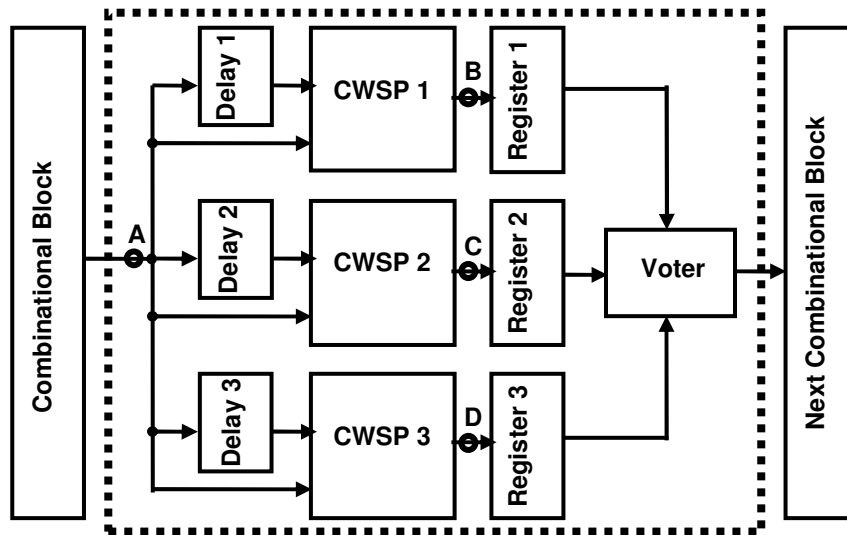 Combinational Block
A
Delay 1
CWSP 1
B
Register 1
Delay 2
CWSP 2
C
Register 2
Delay 3
CWSP 3
D
Register 3
Voter
Next Combinational Block